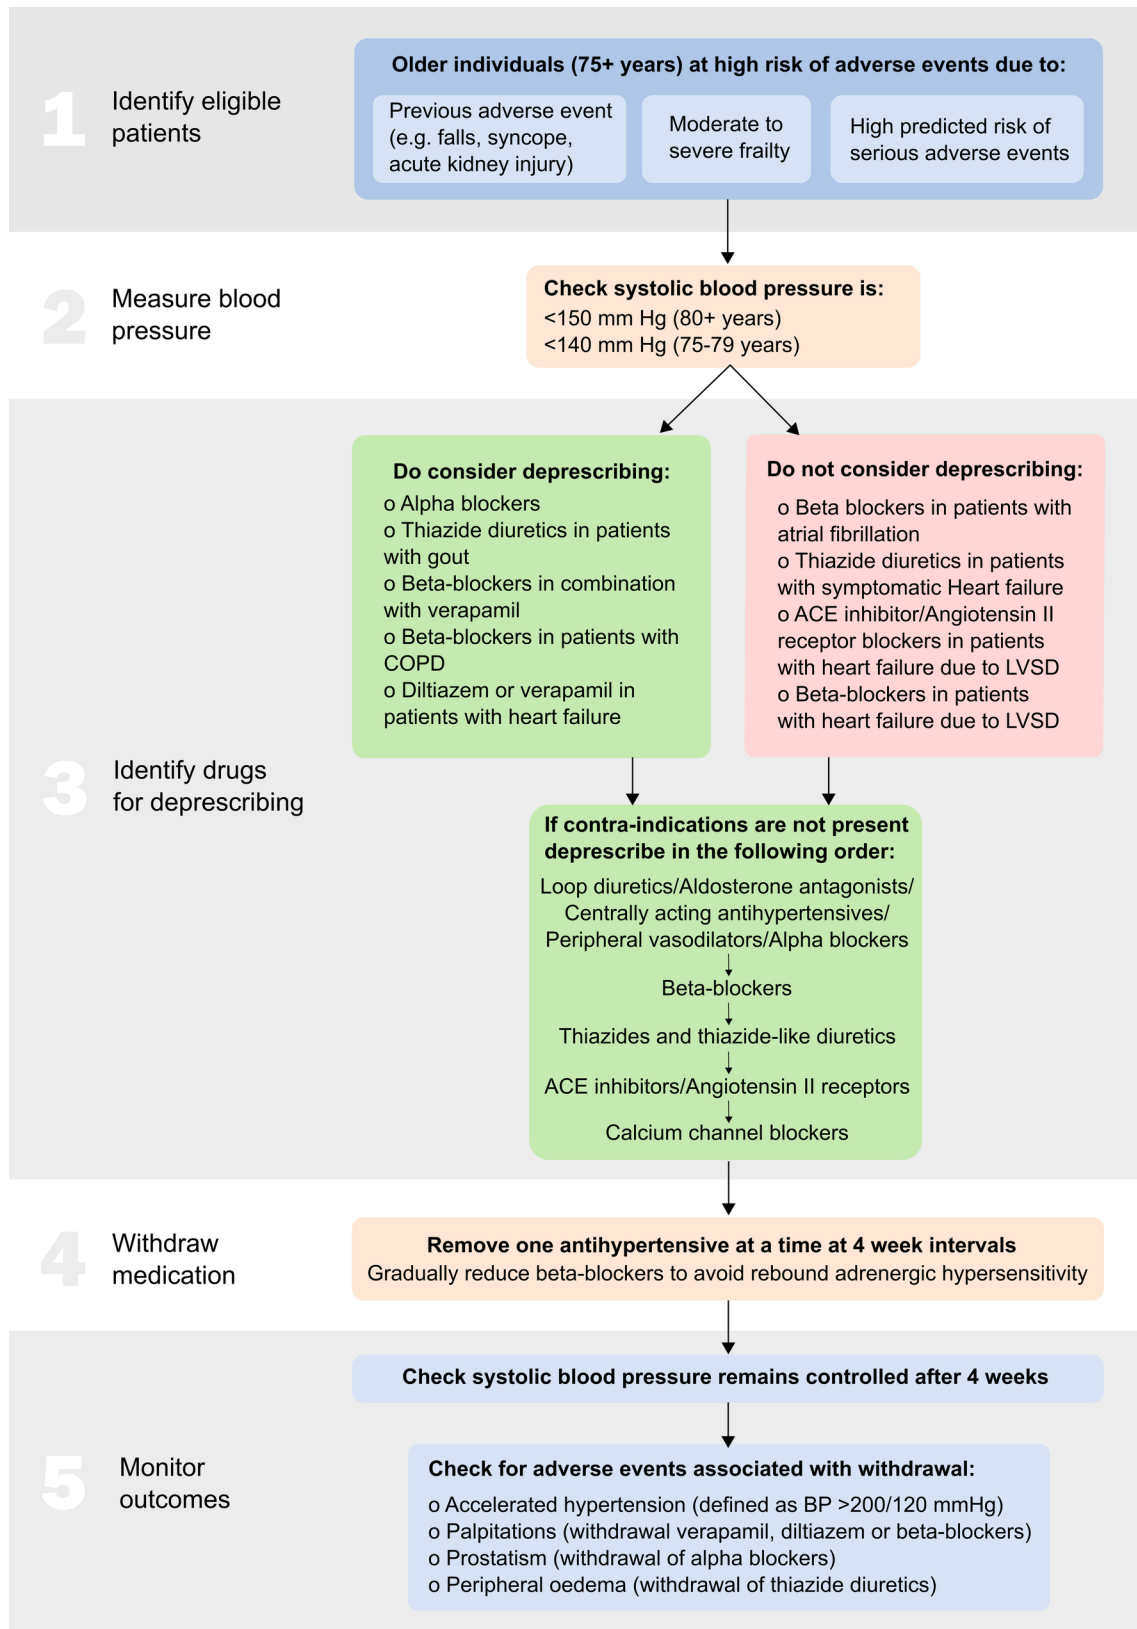 1
Identify eligible
patients
Older individuals (75+ years) at high risk of adverse events due to:
Previous adverse event
(e.g. falls, syncope,
acute kidney injury)
Moderate to
severe frailty
High predicted risk of
serious adverse events
2
Measure blood
pressure
Check systolic blood pressure is:
<150 mm Hg (80+ years)
<140 mm Hg (75-79 years)
3
Identify drugs
for deprescribing
Do consider deprescribing:
o Alpha blockers
o Thiazide diuretics in patients
with gout
o Beta-blockers in combination
with verapamil
o Beta-blockers in patients with
COPD
o Diltiazem or verapamil in
patients with heart failure
Do not consider deprescribing:
o Beta blockers in patients with
atrial fibrillation
o Thiazide diuretics in patients
with symptomatic Heart failure
o ACE inhibitor/Angiotensin II
receptor blockers in patients
with heart failure due to LVSD
o Beta-blockers in patients
with heart failure due to LVSD
If contra-indications are not present
deprescribe in the following order:
Loop diuretics/Aldosterone antagonists/
Centrally acting antihypertensives/
Peripheral vasodilators/Alpha blockers
Beta-blockers
Thiazides and thiazide-like diuretics
ACE inhibitors/Angiotensin II receptors
Calcium channel blockers
4
Withdraw
medication
Remove one antihypertensive at a time at 4 week intervals
Gradually reduce beta-blockers to avoid rebound adrenergic hypersensitivity
5
Monitor
outcomes
Check systolic blood pressure remains controlled after 4 weeks
Check for adverse events associated with withdrawal:
o Accelerated hypertension (defined as BP >200/120 mmHg)
o Palpitations (withdrawal verapamil, diltiazem or beta-blockers)
o Prostatism (withdrawal of alpha blockers)
o Peripheral oedema (withdrawal of thiazide diuretics)